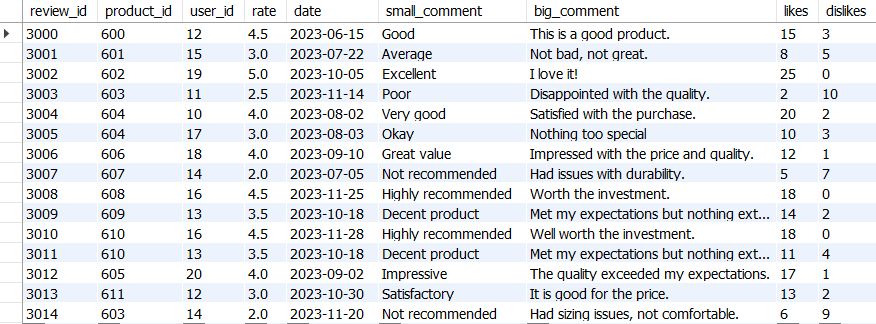 review_id product_id user_id rate date small_comment big_comment likes dislikes
3000 600 12 4.5 2023-06-15 Good This is a good product. 15 3
3001 601 15 3.0 2023-07-22 Average Not bad, not great. 8 5
3002 602 19 5.0 2023-10-05 Excellent I love it! 25 0
3003 603 11 2.5 2023-11-14 Poor Disappointed with the quality. 2 10
3004 604 10 4.0 2023-08-02 Very good Satisfied with the purchase. 20 2
3005 604 17 3.0 2023-08-03 Okay Nothing too special 10 3
3006 606 18 4.0 2023-09-10 Great value Impressed with the price and quality. 12 1
3007 607 14 2.0 2023-07-05 Not recommended Had issues with durability. 5 7
3008 608 16 4.5 2023-11-25 Highly recommended Worth the investment. 18 0
3009 609 13 3.5 2023-10-18 Decent product Met my expectations but nothing ext... 14 2
3010 610 16 4.5 2023-11-28 Highly recommended Well worth the investment. 18 0
3011 610 13 3.5 2023-10-18 Decent product Met my expectations but nothing ext... 11 4
3012 605 20 4.0 2023-09-02 Impressive The quality exceeded my expectations. 17 1
3013 611 12 3.0 2023-10-30 Satisfactory It is good for the price. 13 2
3014 603 14 2.0 2023-11-20 Not recommended Had sizing issues, not comfortable. 6 9